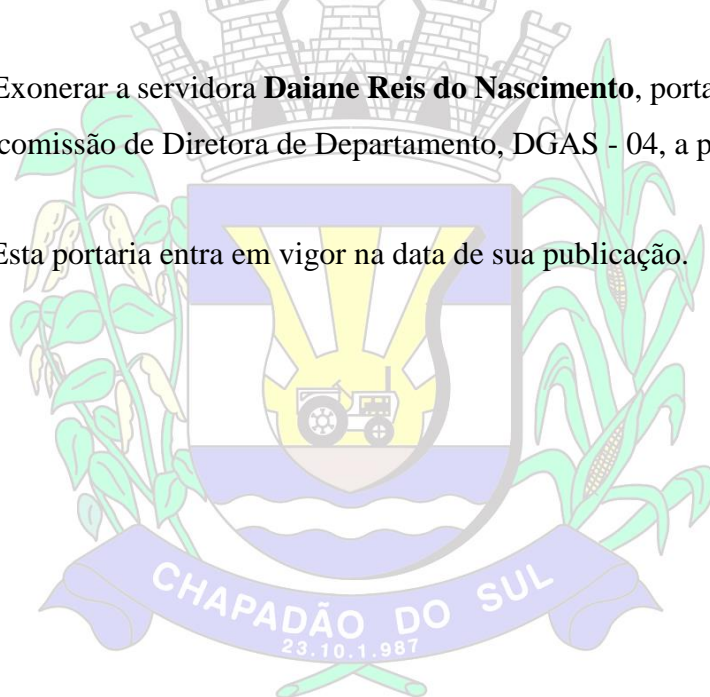 Exonerar a servidora Daiane Reis do Nascimento, porta
comissão de Diretora de Departamento, DGAS - 04, a p
Esta portaria entra em vigor na data de sua publicação.
CHAPADÃO DO SUL
23.10.1.987